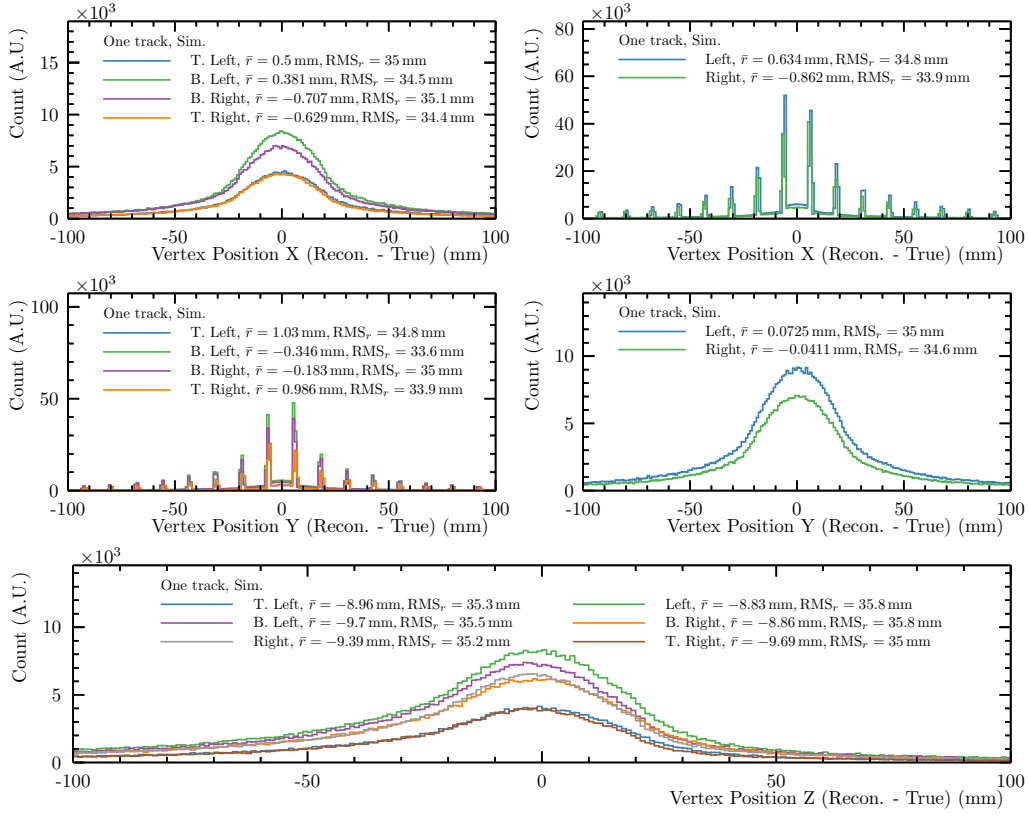 ×10³
Count (A.U.)
One track, Sim.
T. Left, r̄ = 0.5 mm, RMSᵣ = 35 mm
B. Left, r̄ = 0.381 mm, RMSᵣ = 34.5 mm
B. Right, r̄ = −0.707 mm, RMSᵣ = 35.1 mm
T. Right, r̄ = −0.629 mm, RMSᵣ = 34.4 mm
15
10
5
0
-100 -50 0 50 100
Vertex Position X (Recon. - True) (mm)
×10³
Count (A.U.)
One track, Sim.
Left, r̄ = 0.634 mm, RMSᵣ = 34.8 mm
Right, r̄ = −0.862 mm, RMSᵣ = 33.9 mm
80
60
40
20
0
-100 -50 0 50 100
Vertex Position X (Recon. - True) (mm)
×10³
Count (A.U.)
One track, Sim.
T. Left, r̄ = 1.03 mm, RMSᵣ = 34.8 mm
B. Left, r̄ = −0.346 mm, RMSᵣ = 33.6 mm
B. Right, r̄ = −0.183 mm, RMSᵣ = 35 mm
T. Right, r̄ = 0.986 mm, RMSᵣ = 33.9 mm
100
50
0
-100 -50 0 50 100
Vertex Position Y (Recon. - True) (mm)
×10³
Count (A.U.)
One track, Sim.
Left, r̄ = 0.0725 mm, RMSᵣ = 35 mm
Right, r̄ = −0.0411 mm, RMSᵣ = 34.6 mm
10
5
0
-100 -50 0 50 100
Vertex Position Y (Recon. - True) (mm)
×10³
Count (A.U.)
One track, Sim.
T. Left, r̄ = −8.96 mm, RMSᵣ = 35.3 mm
B. Left, r̄ = −9.7 mm, RMSᵣ = 35.5 mm
Right, r̄ = −9.39 mm, RMSᵣ = 35.2 mm
Left, r̄ = −8.83 mm, RMSᵣ = 35.8 mm
B. Right, r̄ = −8.86 mm, RMSᵣ = 35.8 mm
T. Right, r̄ = −9.69 mm, RMSᵣ = 35 mm
10
5
0
-100 -50 0 50 100
Vertex Position Z (Recon. - True) (mm)